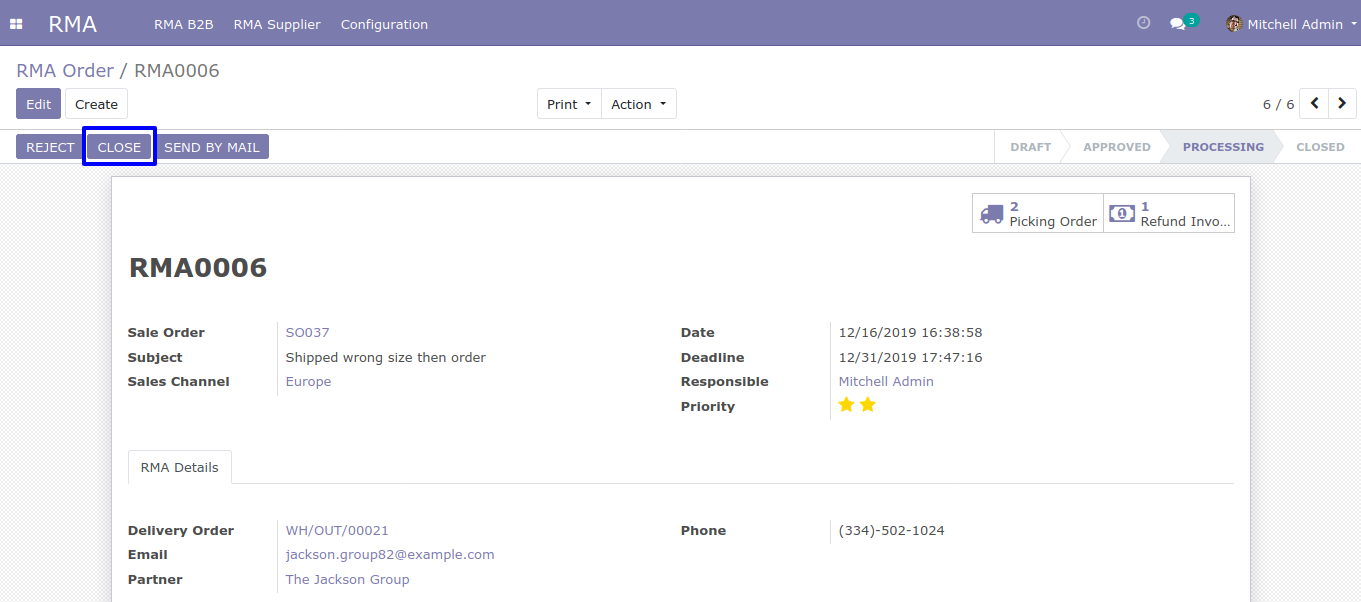 RMA RMA B2B RMA Supplier Configuration 3 Mitchell Admin
RMA Order / RMA0006
Edit Create Print Action 6 / 6
REJECT CLOSE SEND BY MAIL DRAFT APPROVED PROCESSING CLOSED
2 Picking Order 1 Refund Invo...
RMA0006
Sale Order SO037 Date 12/16/2019 16:38:58
Subject Shipped wrong size then order Deadline 12/31/2019 17:47:16
Sales Channel Europe Responsible Mitchell Admin
Priority
RMA Details
Delivery Order WH/OUT/00021 Phone (334)-502-1024
Email jackson.group82@example.com
Partner The Jackson Group